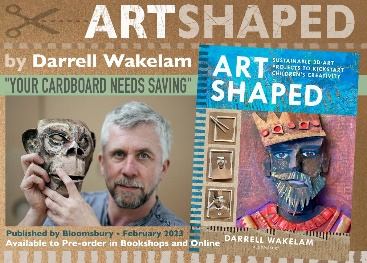 ARTSHAPED
by Darrell Wakelam
"YOUR CARDBOARD NEEDS SAVING"
Published by Bloomsbury - February 2023
Available to Pre-order in Bookshops and Online
ART
SHAPED
SUSTAINABLE 3D-ART
PROJECTS TO KICKSTART
CHILDREN'S CREATIVITY
DARRELL WAKELAM